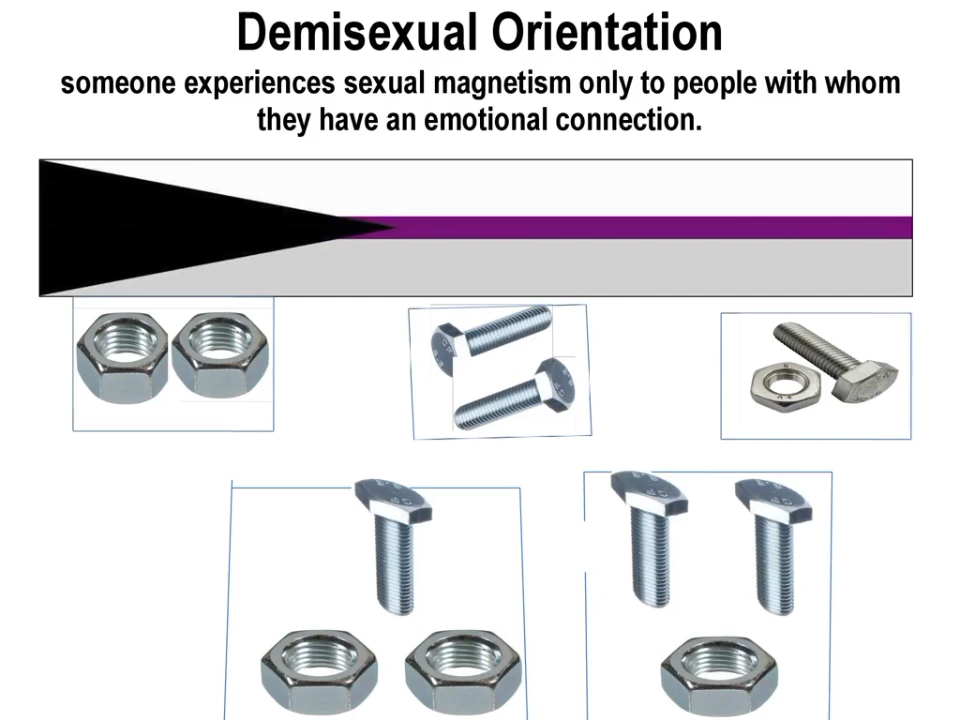 Demisexual Orientation
someone experiences sexual magnetism only to people with whom
they have an emotional connection.